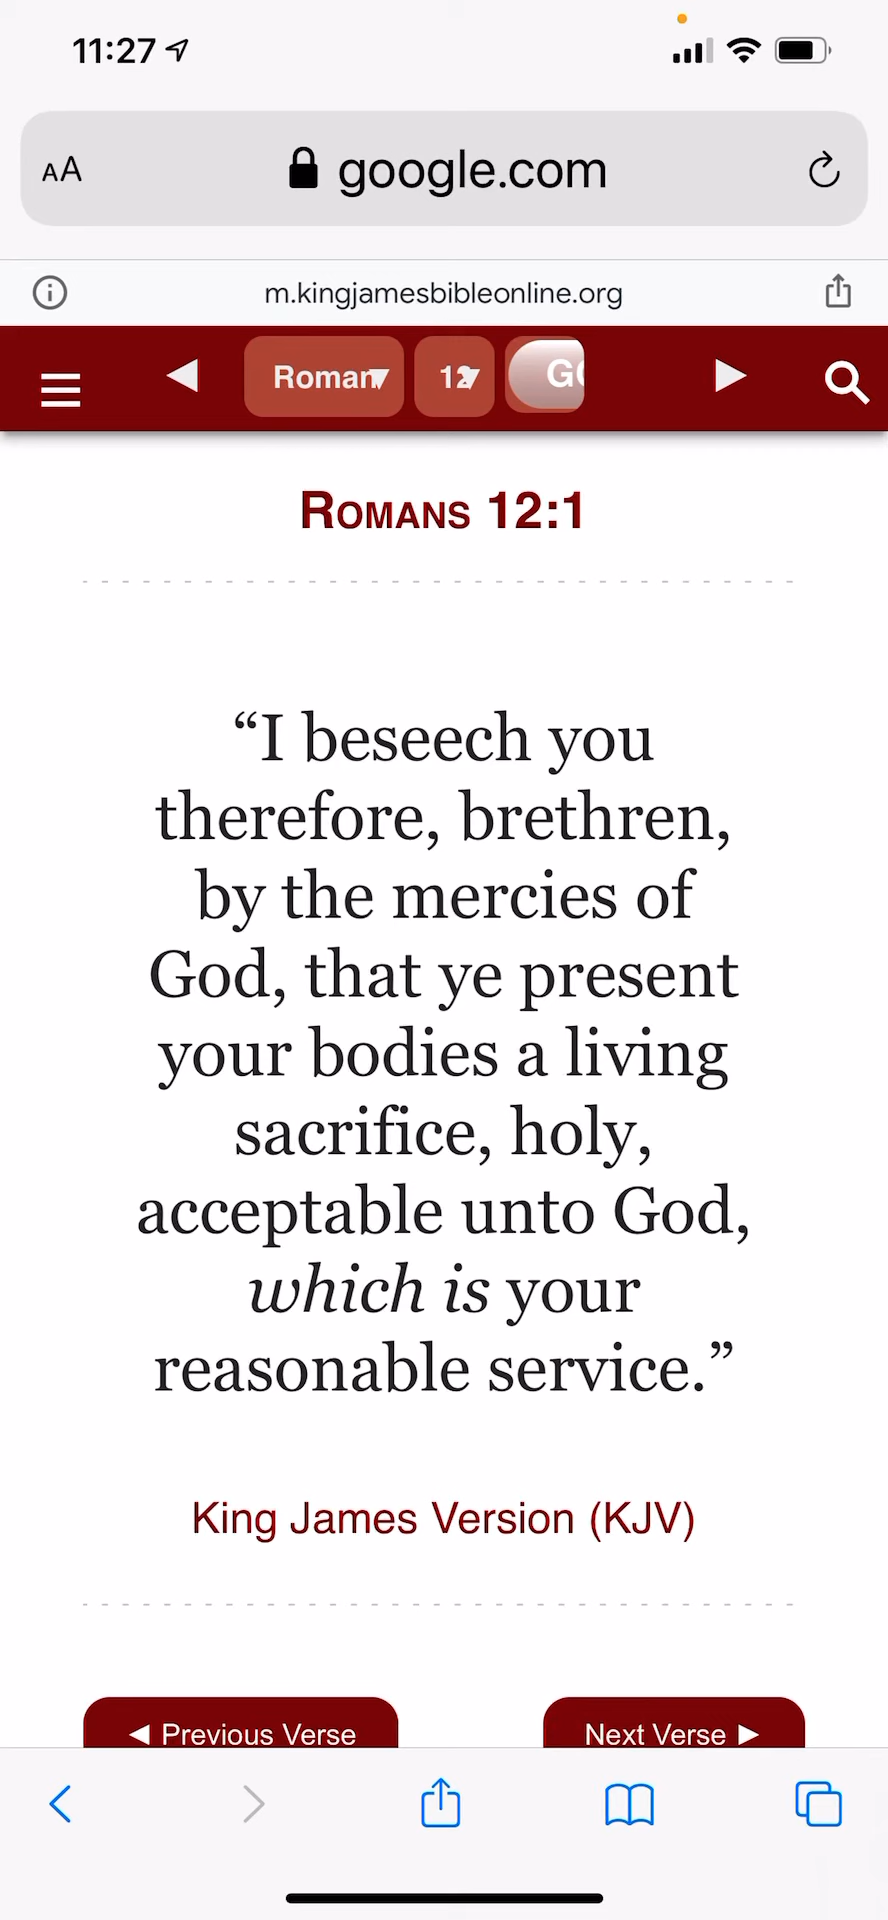 11:27
AA google.com
m.kingjamesbibleonline.org
Roman 12 GO
ROMANS 12:1
“I beseech you
therefore, brethren,
by the mercies of
God, that ye present
your bodies a living
sacrifice, holy,
acceptable unto God,
which is your
reasonable service.”
King James Version (KJV)
◀ Previous Verse Next Verse ▶